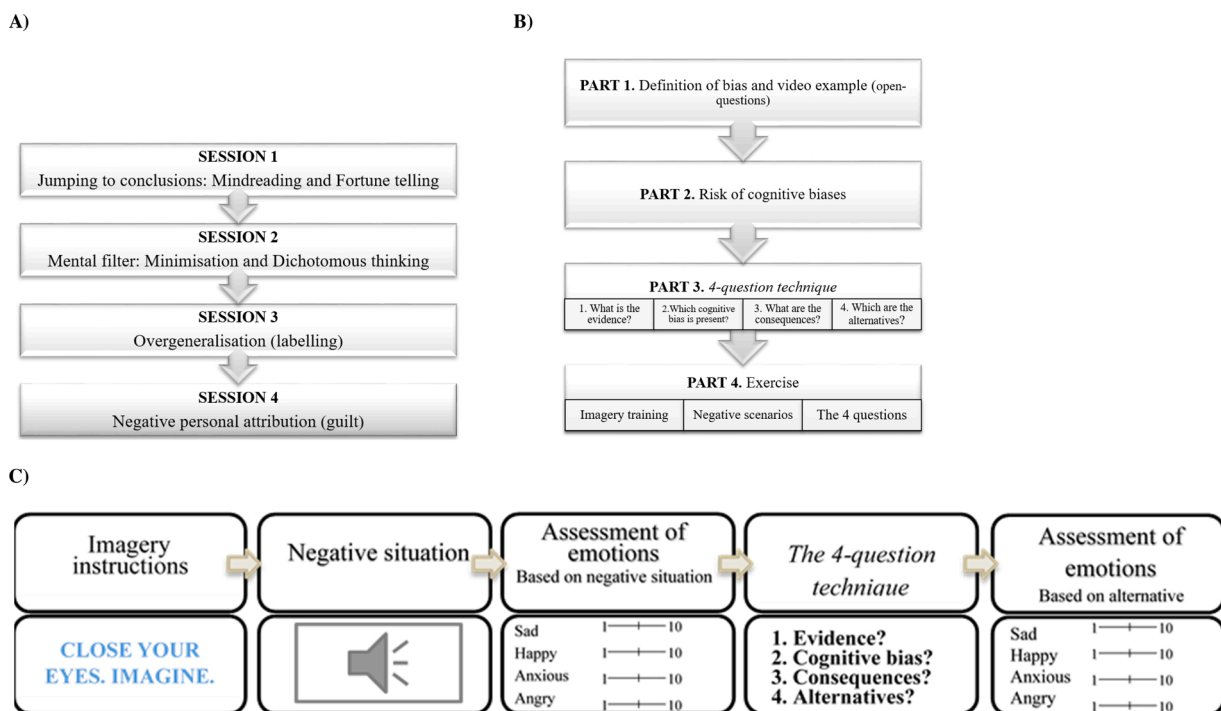 A)
SESSION 1
Jumping to conclusions: Mindreading and Fortune telling
SESSION 2
Mental filter: Minimisation and Dichotomous thinking
SESSION 3
Overgeneralisation (labelling)
SESSION 4
Negative personal attribution (guilt)
B)
PART 1. Definition of bias and video example (open-
questions)
PART 2. Risk of cognitive biases
PART 3. 4-question technique
1. What is the
evidence?
2.Which cognitive
bias is present?
3. What are the
consequences?
4. Which are the
alternatives?
PART 4. Exercise
Imagery training
Negative scenarios
The 4 questions
C)
Imagery
instructions
CLOSE YOUR
EYES. IMAGINE.
Negative situation
Assessment of
emotions
Based on negative situation
Sad 1 10
Happy 1 10
Anxious 1 10
Angry 1 10
The 4-question
technique
1. Evidence?
2. Cognitive bias?
3. Consequences?
4. Alternatives?
Assessment of
emotions
Based on alternative
Sad 1 10
Happy 1 10
Anxious 1 10
Angry 1 10